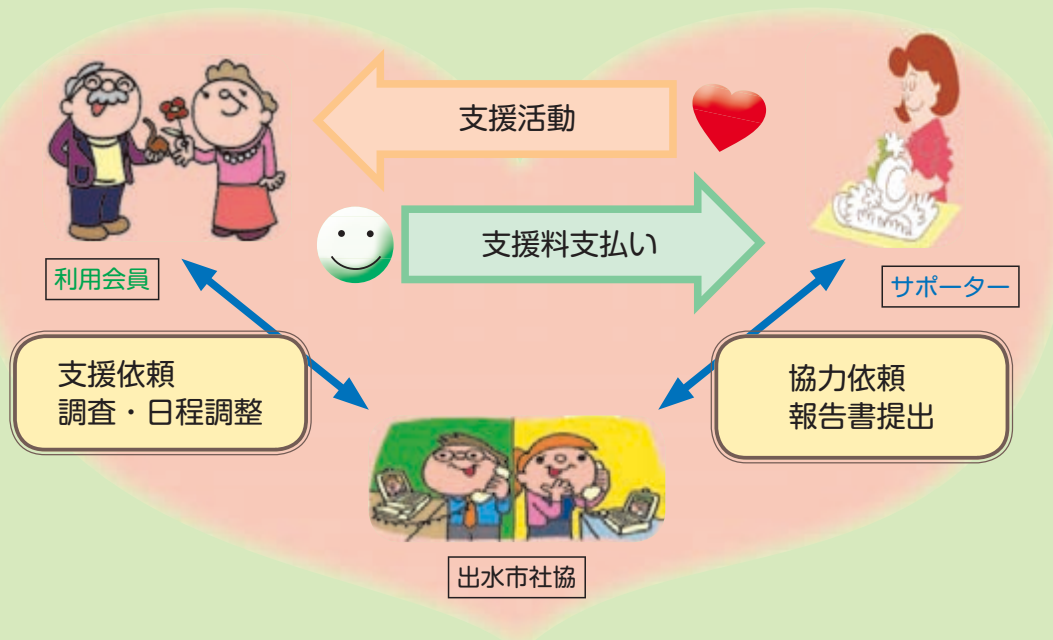 支援活動
支援料支払い
利用会員
サポーター
支援依頼
調査・日程調整
協力依頼
報告書提出
出水市社協